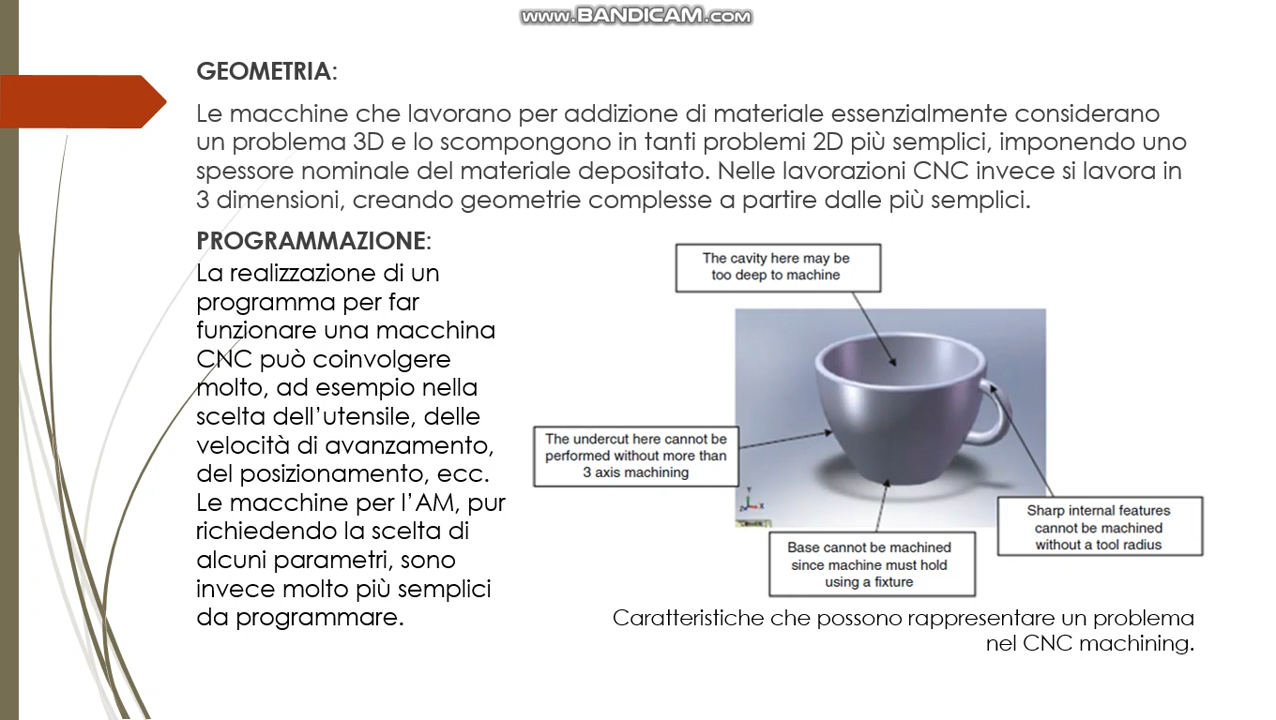 www.BANDICAM.com
GEOMETRIA:
Le macchine che lavorano per addizione di materiale essenzialmente considerano
un problema 3D e lo scompongono in tanti problemi 2D più semplici, imponendo uno
spessore nominale del materiale depositato. Nelle lavorazioni CNC invece si lavora in
3 dimensioni, creando geometrie complesse a partire dalle più semplici.
PROGRAMMAZIONE:
La realizzazione di un
programma per far
funzionare una macchina
CNC può coinvolgere
molto, ad esempio nella
scelta dell’utensile, delle
velocità di avanzamento,
del posizionamento, ecc.
Le macchine per l’AM, pur
richiedendo la scelta di
alcuni parametri, sono
invece molto più semplici
da programmare.
The cavity here may be
too deep to machine
The undercut here cannot be
performed without more than
3 axis machining
Y
X
Sharp internal features
cannot be machined
without a tool radius
Base cannot be machined
since machine must hold
using a fixture
Caratteristiche che possono rappresentare un problema
nel CNC machining.